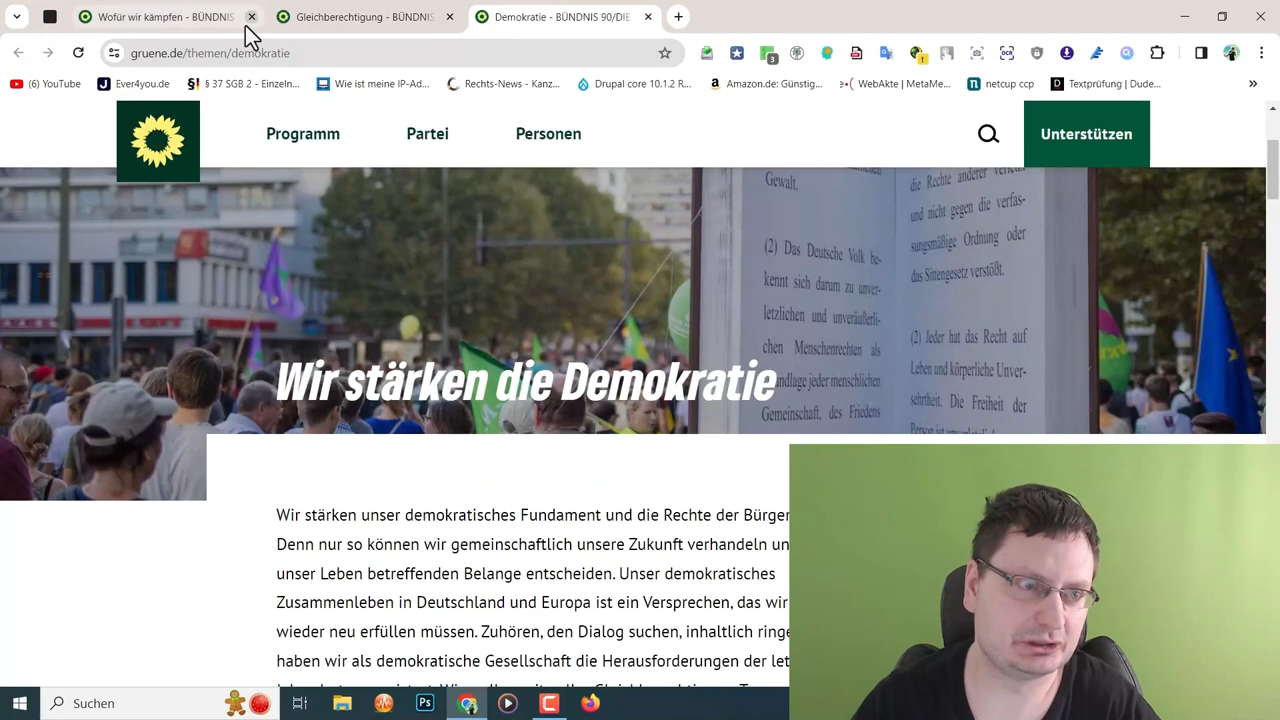 Wofür wir kämpfen - BÜNDNIS
Gleichberechtigung - BÜNDNIS
Demokratie - BÜNDNIS 90/DIE
gruene.de/themen/demokratie
3
OCR
(6) YouTube
Ever4you.de
§ 37 SGB 2 - Einzeln...
Wie ist meine IP-Ad...
Rechts-News - Kanz...
Drupal core 10.1.2 R...
Amazon.de: Günstig...
WebAkte | MetaMe...
netcup ccp
Textprüfung | Dude...
Programm
Partei
Personen
Unterstützen
Gewalt.
(2) Das Deutsche Volk be-
kennt sich darum zu unver-
letzlichen und unveräußerli-
chen Menschenrechten als
ndlage jeder menschlichen
Gemeinschaft, des Friedens
die Rechte anderer
und nicht gegen die verfas-
sungsmäßige Ordnung oder
das Sittengesetz verstößt.
(2) Jeder hat das Recht auf
Leben und körperliche Unver-
sehrtheit. Die Freiheit der
Person ist
Wir stärken die Demokratie
Wir stärken unser demokratisches Fundament und die Rechte der Bürger
Denn nur so können wir gemeinschaftlich unsere Zukunft verhandeln un
unser Leben betreffenden Belange entscheiden. Unser demokratisches
Zusammenleben in Deutschland und Europa ist ein Versprechen, das wir
wieder neu erfüllen müssen. Zuhören, den Dialog suchen, inhaltlich ringe
haben wir als demokratische Gesellschaft die Herausforderungen der let
Suchen
Ps